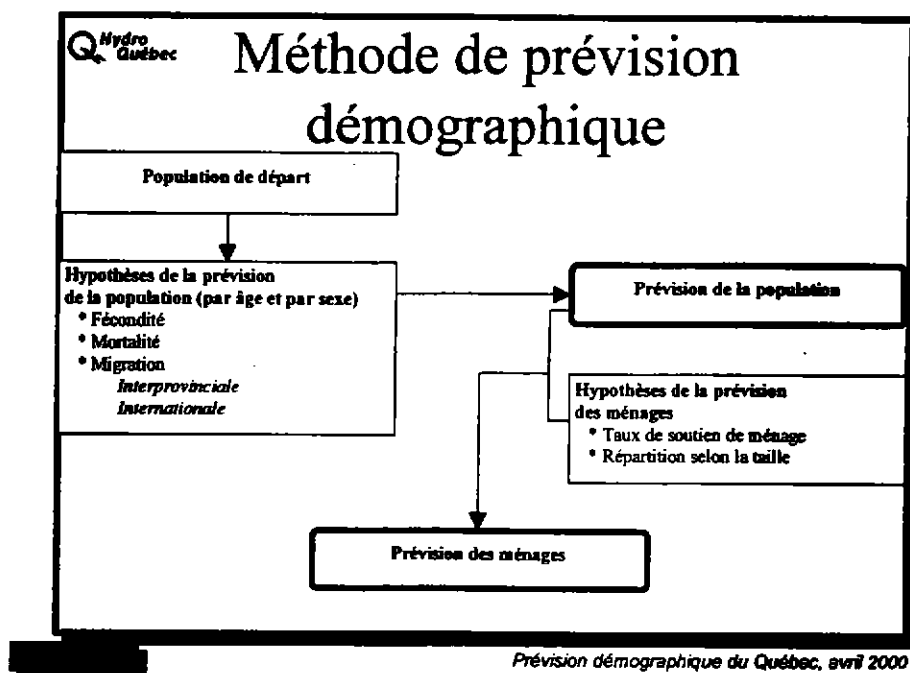 Hydro
Québec
Méthode de prévision
démographique
Population de départ
Hypothèses de la prévision
de la population (par âge et par sexe)
* Fécondité
* Mortalité
* Migration
Interprovinciale
Internationale
Prévision de la population
Hypothèses de la prévision
des ménages
* Taux de soutien de ménage
* Répartition selon la taille
Prévision des ménages
Prévision démographique du Québec, avril 2000